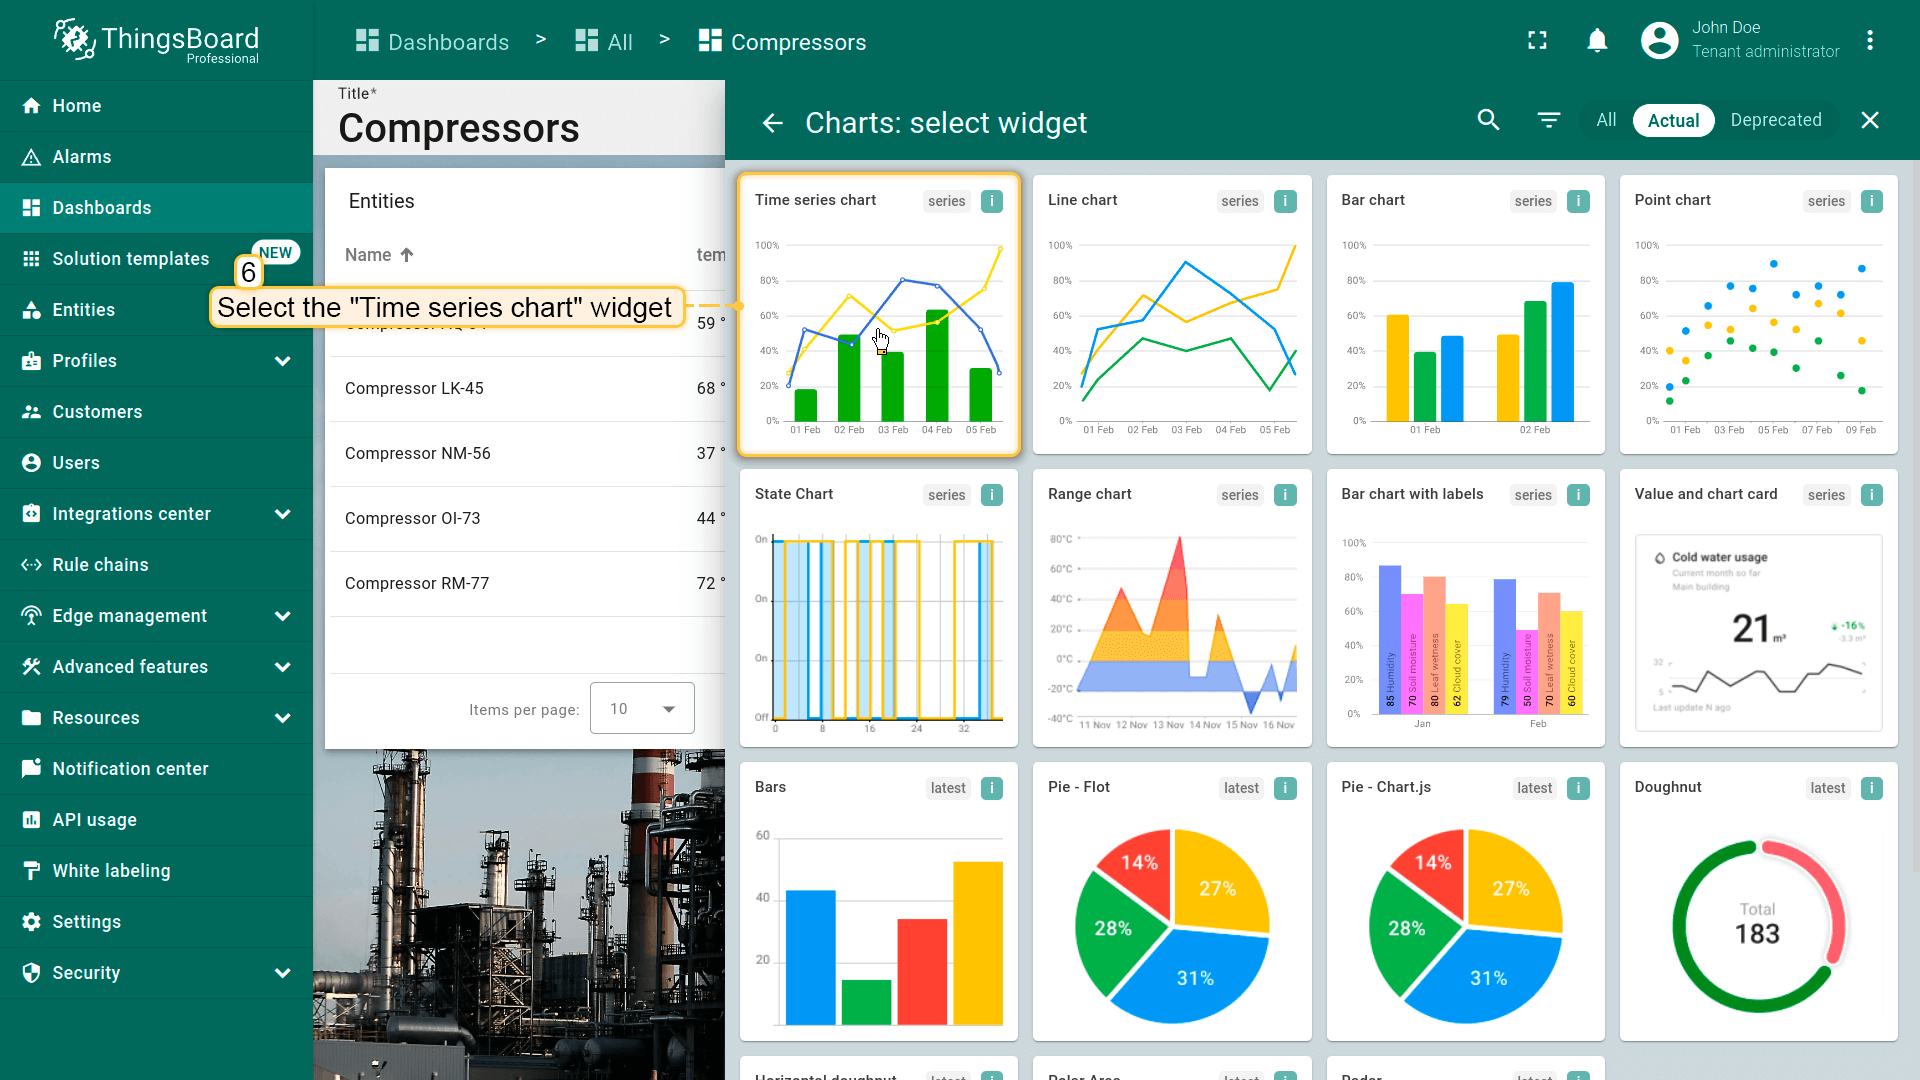 ThingsBoard
Professional
Dashboards > All > Compressors
John Doe
Tenant administrator
Home
Alarms
Dashboards
Solution templates NEW
Entities
Profiles
Customers
Users
Integrations center
Rule chains
Edge management
Advanced features
Resources
Notification center
API usage
White labeling
Settings
Security
Title*
Compressors
Entities
Name
tem
59 °
Compressor LK-45 68 °
Compressor NM-56 37 °
Compressor OI-73 44 °
Compressor RM-77 72 °
Items per page: 10
6
Select the "Time series chart" widget
Charts: select widget
All Actual Deprecated
Time series chart series i
100%
80%
60%
40%
20%
0%
01 Feb 02 Feb 03 Feb 04 Feb 05 Feb
Line chart series i
100%
80%
60%
40%
20%
0%
01 Feb 02 Feb 03 Feb 04 Feb 05 Feb
Bar chart series i
100%
80%
60%
40%
20%
0%
01 Feb 02 Feb
Point chart series i
100%
80%
60%
40%
20%
0%
01 Feb 03 Feb 05 Feb 07 Feb 09 Feb
State Chart series i
On
On
On
Off
0 8 16 24 32
Range chart series i
80°C
60°C
40°C
20°C
0°C
-20°C
-40°C
11 Nov 12 Nov 13 Nov 14 Nov 15 Nov 16 Nov
Bar chart with labels series i
100%
80%
60%
40%
20%
0%
85 Humidity
70 Soil moisture
80 Leaf wetness
62 Cloud cover
79 Humidity
50 Soil moisture
70 Leaf wetness
60 Cloud cover
Jan Feb
Value and chart card series i
Cold water usage
Current month so far
Main building
21 m³
-16%
-3.3 m³
32
5
Last update N ago
Bars latest i
60
40
20
Pie - Flot latest i
14%
27%
28%
31%
Pie - Chart.js latest i
14%
27%
28%
31%
Doughnut latest i
Total
183
Horizontal doughnut latest i
Polar Area latest i
Radar latest i